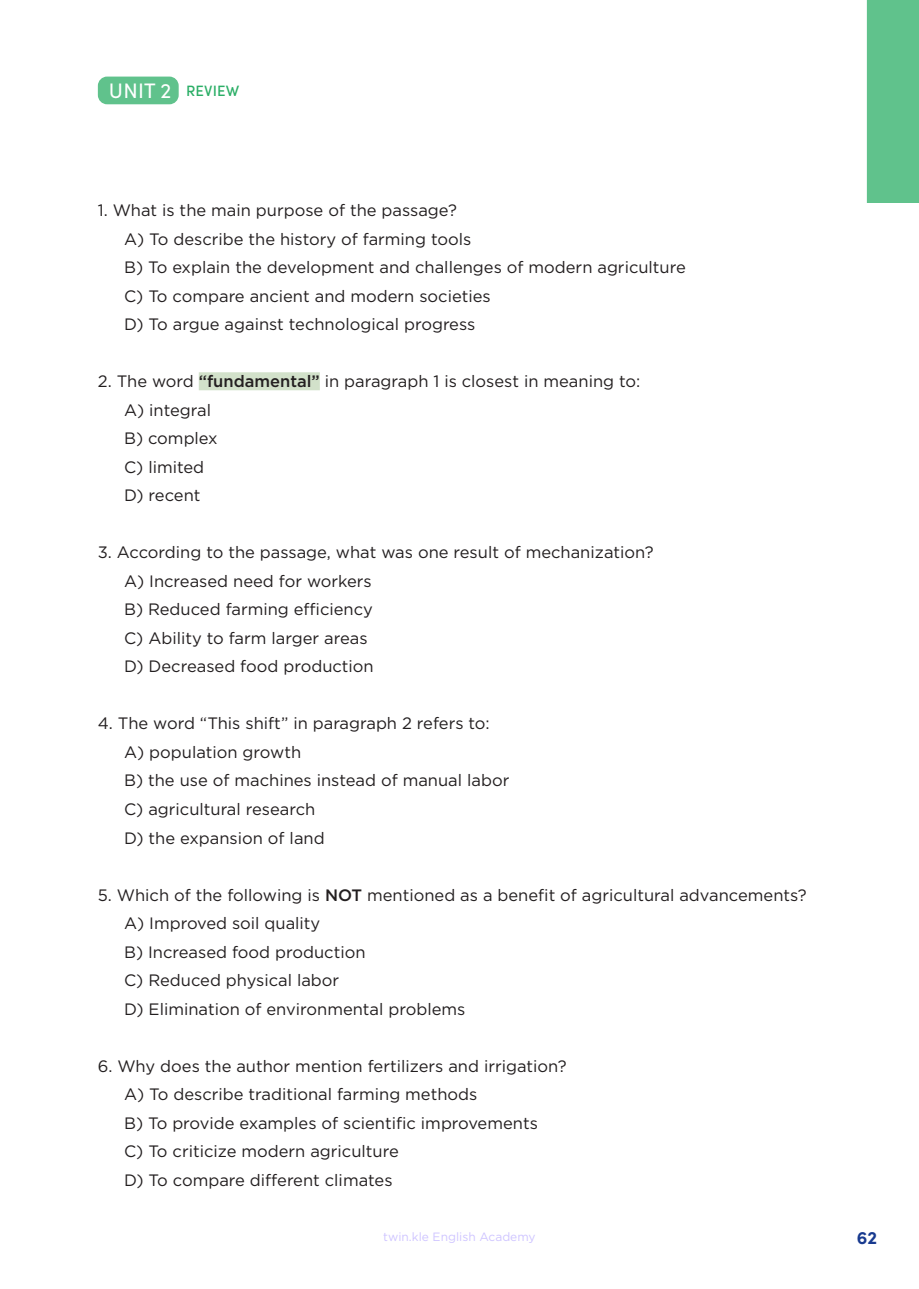 UNIT 2 REVIEW
1. What is the main purpose of the passage?
A) To describe the history of farming tools
B) To explain the development and challenges of modern agriculture
C) To compare ancient and modern societies
D) To argue against technological progress
2. The word “fundamental” in paragraph 1 is closest in meaning to:
A) integral
B) complex
C) limited
D) recent
3. According to the passage, what was one result of mechanization?
A) Increased need for workers
B) Reduced farming efficiency
C) Ability to farm larger areas
D) Decreased food production
4. The word “This shift” in paragraph 2 refers to:
A) population growth
B) the use of machines instead of manual labor
C) agricultural research
D) the expansion of land
5. Which of the following is NOT mentioned as a benefit of agricultural advancements?
A) Improved soil quality
B) Increased food production
C) Reduced physical labor
D) Elimination of environmental problems
6. Why does the author mention fertilizers and irrigation?
A) To describe traditional farming methods
B) To provide examples of scientific improvements
C) To criticize modern agriculture
D) To compare different climates
twin.kle English Academy
62